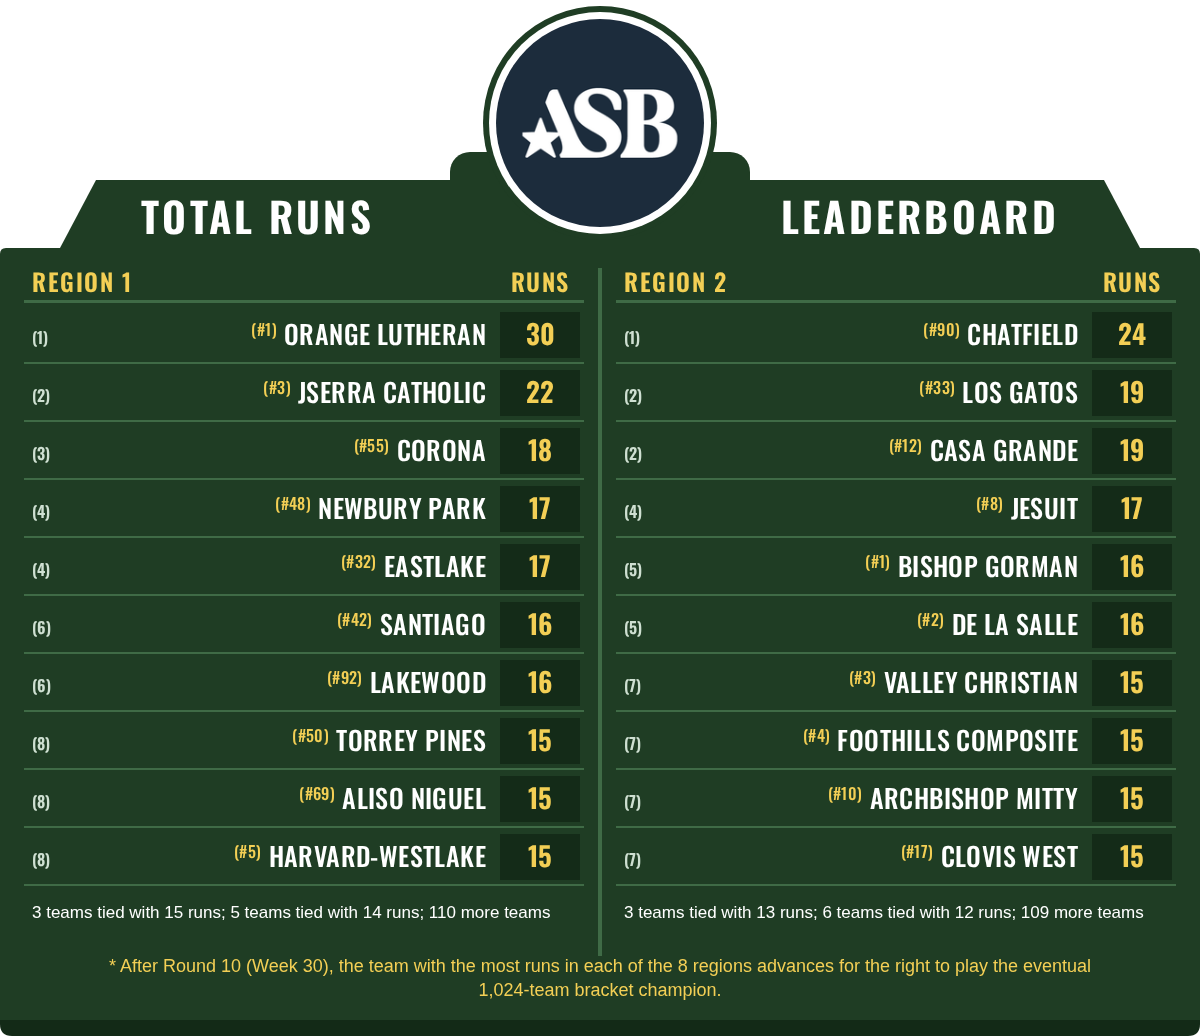 ASB
TOTAL RUNS
LEADERBOARD
REGION 1 RUNS
(1) (#1) ORANGE LUTHERAN 30
(2) (#3) JSERRA CATHOLIC 22
(3) (#55) CORONA 18
(4) (#48) NEWBURY PARK 17
(4) (#32) EASTLAKE 17
(6) (#42) SANTIAGO 16
(6) (#92) LAKEWOOD 16
(8) (#50) TORREY PINES 15
(8) (#69) ALISO NIGUEL 15
(8) (#5) HARVARD-WESTLAKE 15
3 teams tied with 15 runs; 5 teams tied with 14 runs; 110 more teams
REGION 2 RUNS
(1) (#90) CHATFIELD 24
(2) (#33) LOS GATOS 19
(2) (#12) CASA GRANDE 19
(4) (#8) JESUIT 17
(5) (#1) BISHOP GORMAN 16
(5) (#2) DE LA SALLE 16
(7) (#3) VALLEY CHRISTIAN 15
(7) (#4) FOOTHILLS COMPOSITE 15
(7) (#10) ARCHBISHOP MITTY 15
(7) (#17) CLOVIS WEST 15
3 teams tied with 13 runs; 6 teams tied with 12 runs; 109 more teams
* After Round 10 (Week 30), the team with the most runs in each of the 8 regions advances for the right to play the eventual
1,024-team bracket champion.